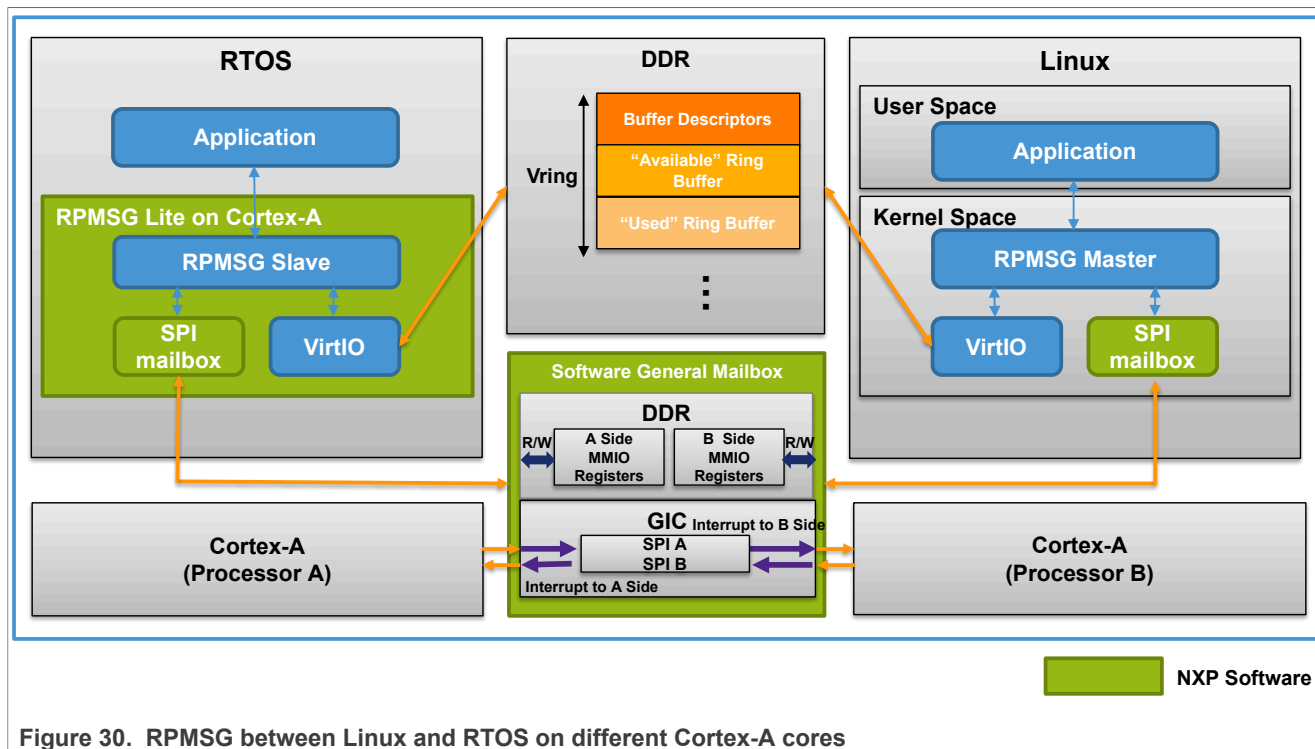 RTOS
Application
RPMSG Lite on Cortex-A
RPMSG Slave
SPI
mailbox
VirtIO
DDR
Vring
Buffer Descriptors
“Available” Ring
Buffer
“Used” Ring Buffer
Linux
User Space
Application
Kernel Space
RPMSG Master
VirtIO
SPI
mailbox
Software General Mailbox
DDR
R/W
A Side
MMIO
Registers
B Side
MMIO
Registers
R/W
GIC
Interrupt to B Side
SPI A
SPI B
Interrupt to A Side
Cortex-A
(Processor A)
Cortex-A
(Processor B)
NXP Software
Figure 30. RPMSG between Linux and RTOS on different Cortex-A cores